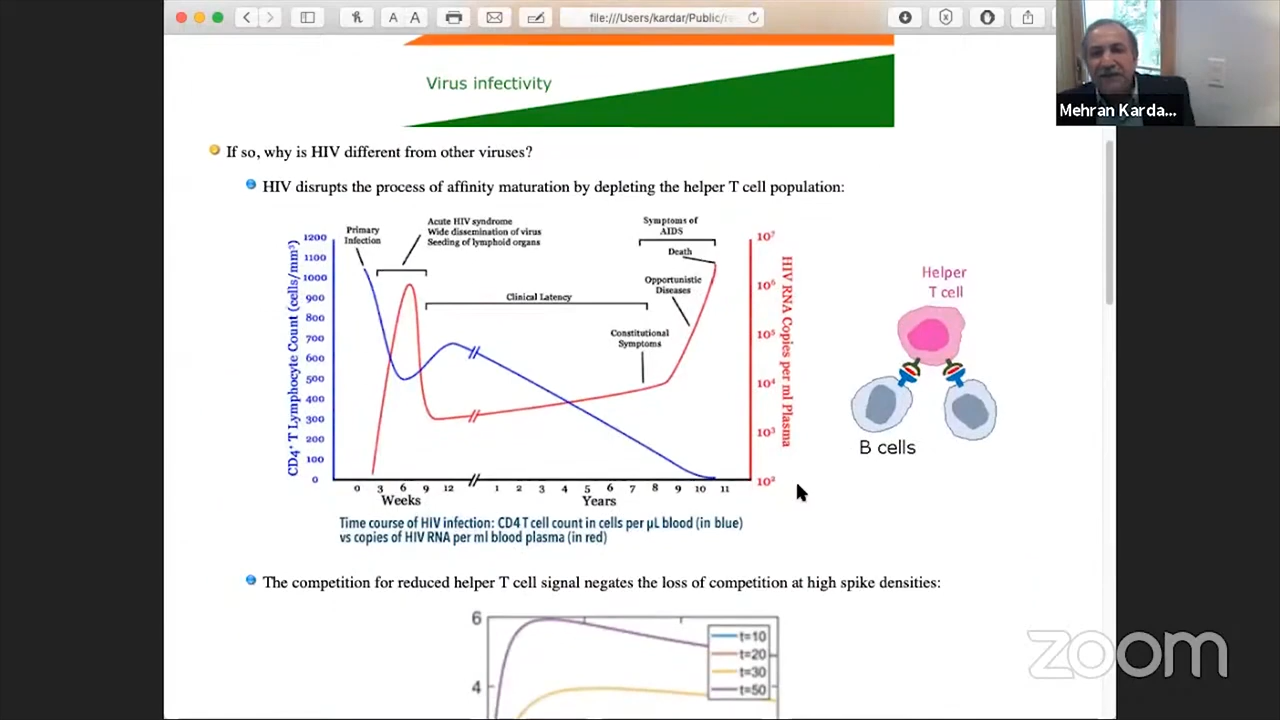 A A
file:///Users/kardar/Public/re
Virus infectivity
Mehran Karda...
If so, why is HIV different from other viruses?
HIV disrupts the process of affinity maturation by depleting the helper T cell population:
CD4⁺ T Lymphocyte Count (cells/mm³)
1200
1100
1000
900
800
700
600
500
400
300
200
100
0
Primary
Infection
Acute HIV syndrome
Wide dissemination of virus
Seeding of lymphoid organs
Clinical Latency
Symptoms of
AIDS
Death
Opportunistic
Diseases
Constitutional
Symptoms
10⁷
10⁶
10⁵
10⁴
10³
10²
HIV RNA Copies per ml Plasma
0 3 6 9 12 1 2 3 4 5 6 7 8 9 10 11
Weeks Years
Time course of HIV infection: CD4 T cell count in cells per µL blood (in blue)
vs copies of HIV RNA per ml blood plasma (in red)
Helper
T cell
B cells
The competition for reduced helper T cell signal negates the loss of competition at high spike densities:
6
4
t=10
t=20
t=30
t=50
zoom